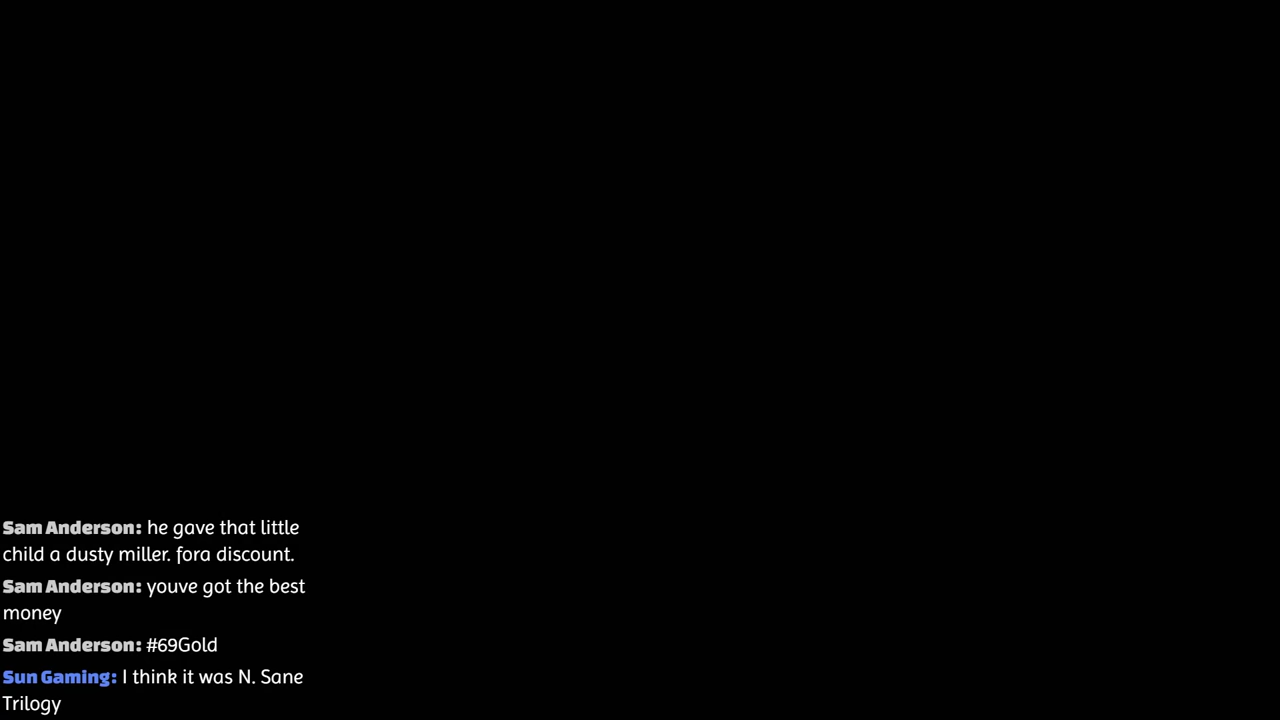 Sam Anderson: he gave that little
child a dusty miller. fora discount.
Sam Anderson: youve got the best
money
Sam Anderson: #69Gold
Sun Gaming: I think it was N. Sane
Trilogy